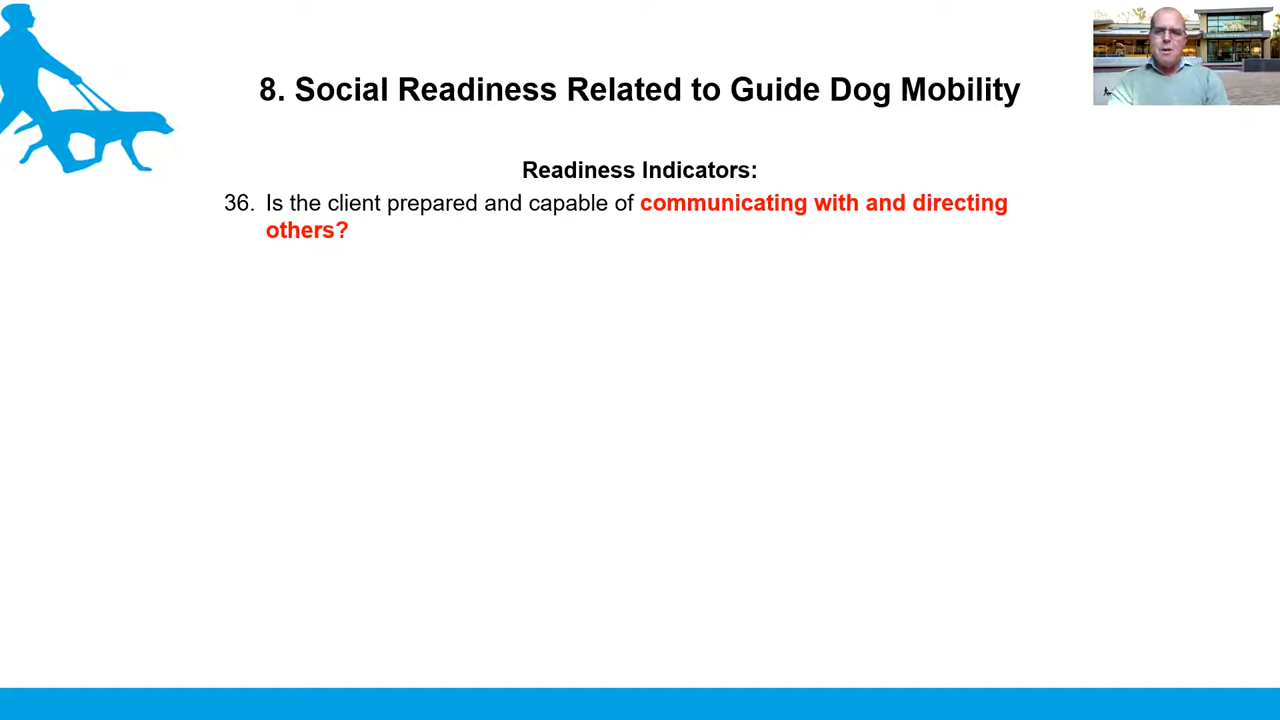 8. Social Readiness Related to Guide Dog Mobility
Readiness Indicators:
36. Is the client prepared and capable of communicating with and directing
others?